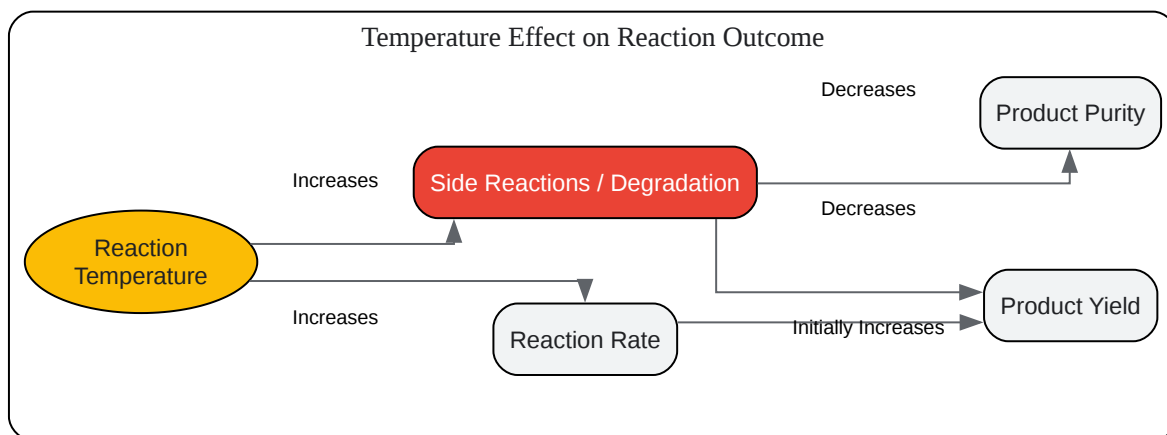 Temperature Effect on Reaction Outcome
Decreases
Product Purity
Increases
Side Reactions / Degradation
Decreases
Reaction
Temperature
Increases
Reaction Rate
Initially Increases
Product Yield